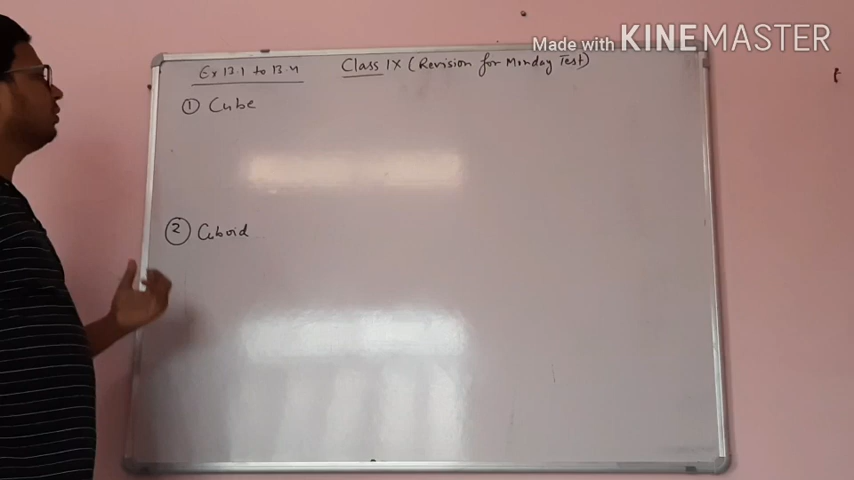 Made with KINEMASTER
Ex 13.1 to 13.4 Class IX (Revision for Monday Test)
① Cube
② Cuboid